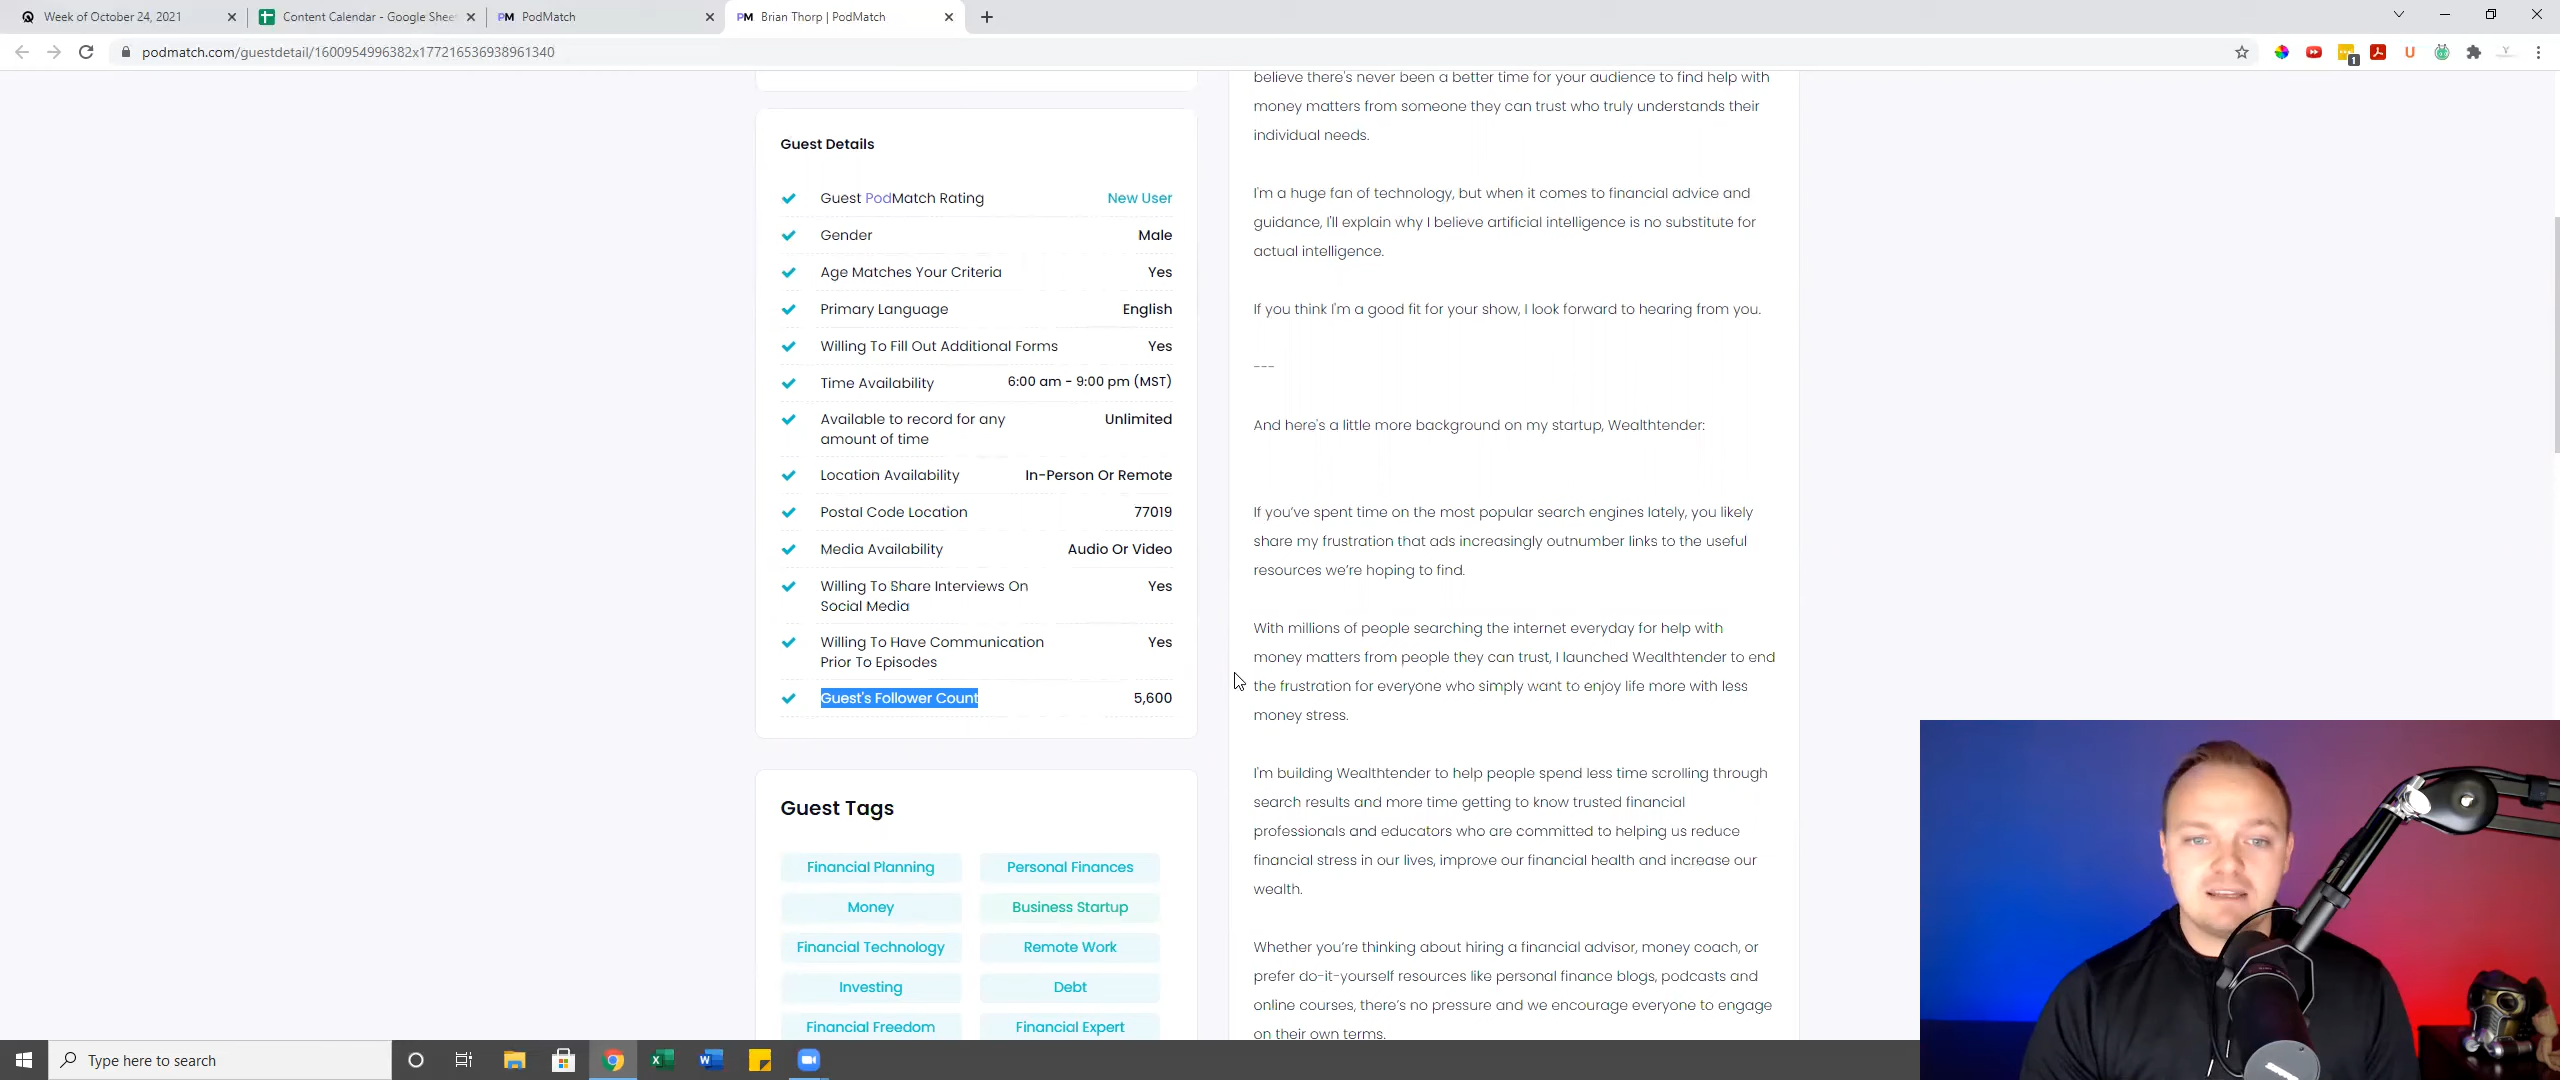 Week of October 24, 2021
Content Calendar - Google Shee
PM PodMatch
PM Brian Thorp | PodMatch
podmatch.com/guestdetail/1600954996382x177216536938961340
Guest Details
Guest PodMatch Rating New User
Gender Male
Age Matches Your Criteria Yes
Primary Language English
Willing To Fill Out Additional Forms Yes
Time Availability 6:00 am - 9:00 pm (MST)
Available to record for any Unlimited
amount of time
Location Availability In-Person Or Remote
Postal Code Location 77019
Media Availability Audio Or Video
Willing To Share Interviews On Yes
Social Media
Willing To Have Communication Yes
Prior To Episodes
Guest's Follower Count 5,600
Guest Tags
Financial Planning Personal Finances
Money Business Startup
Financial Technology Remote Work
Investing Debt
Financial Freedom Financial Expert
believe there's never been a better time for your audience to find help with
money matters from someone they can trust who truly understands their
individual needs.
I'm a huge fan of technology, but when it comes to financial advice and
guidance, I'll explain why I believe artificial intelligence is no substitute for
actual intelligence.
If you think I'm a good fit for your show, I look forward to hearing from you.
---
And here's a little more background on my startup, Wealthtender:
If you've spent time on the most popular search engines lately, you likely
share my frustration that ads increasingly outnumber links to the useful
resources we're hoping to find.
With millions of people searching the internet everyday for help with
money matters from people they can trust, I launched Wealthtender to end
the frustration for everyone who simply want to enjoy life more with less
money stress.
I'm building Wealthtender to help people spend less time scrolling through
search results and more time getting to know trusted financial
professionals and educators who are committed to helping us reduce
financial stress in our lives, improve our financial health and increase our
wealth.
Whether you're thinking about hiring a financial advisor, money coach, or
prefer do-it-yourself resources like personal finance blogs, podcasts and
online courses, there's no pressure and we encourage everyone to engage
on their own terms.
Type here to search